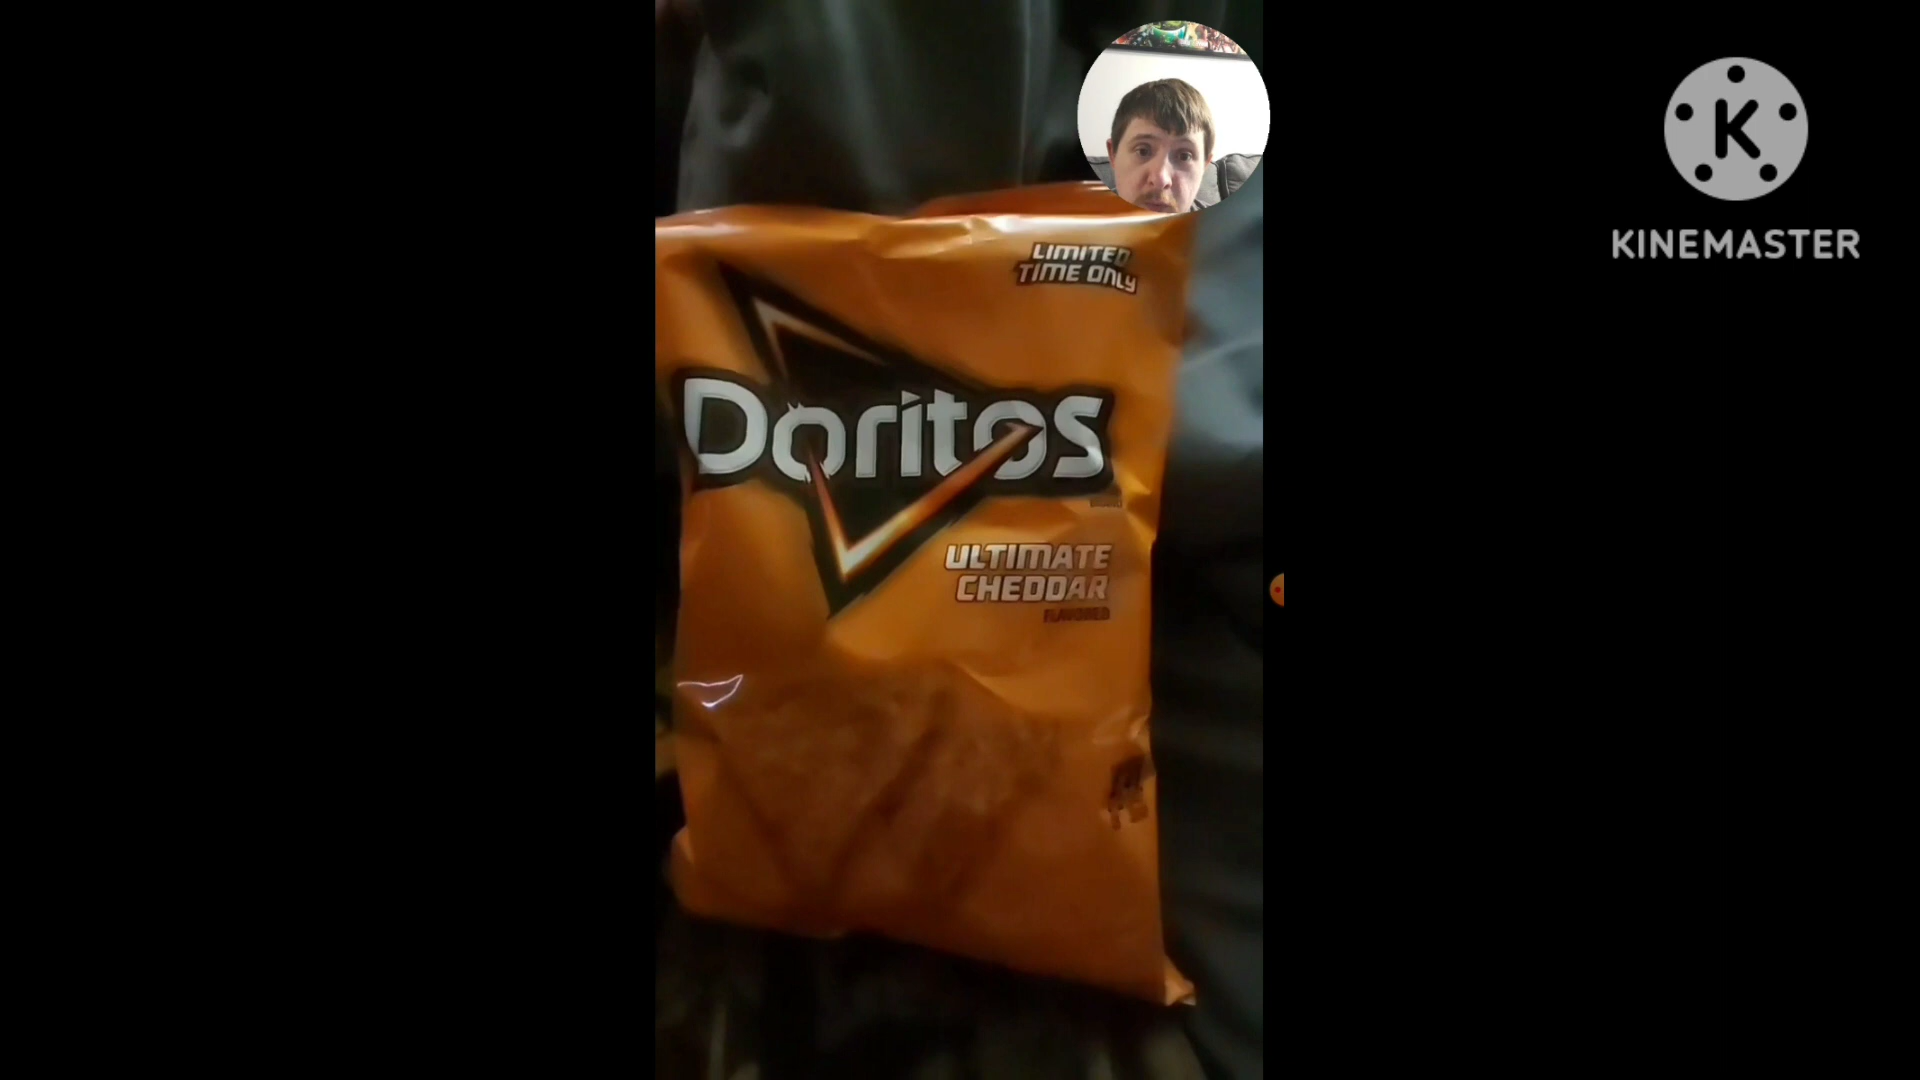 LIMITED
TIME ONLY
Doritos
ULTIMATE
CHEDDAR
FLAVORED
K
KINEMASTER